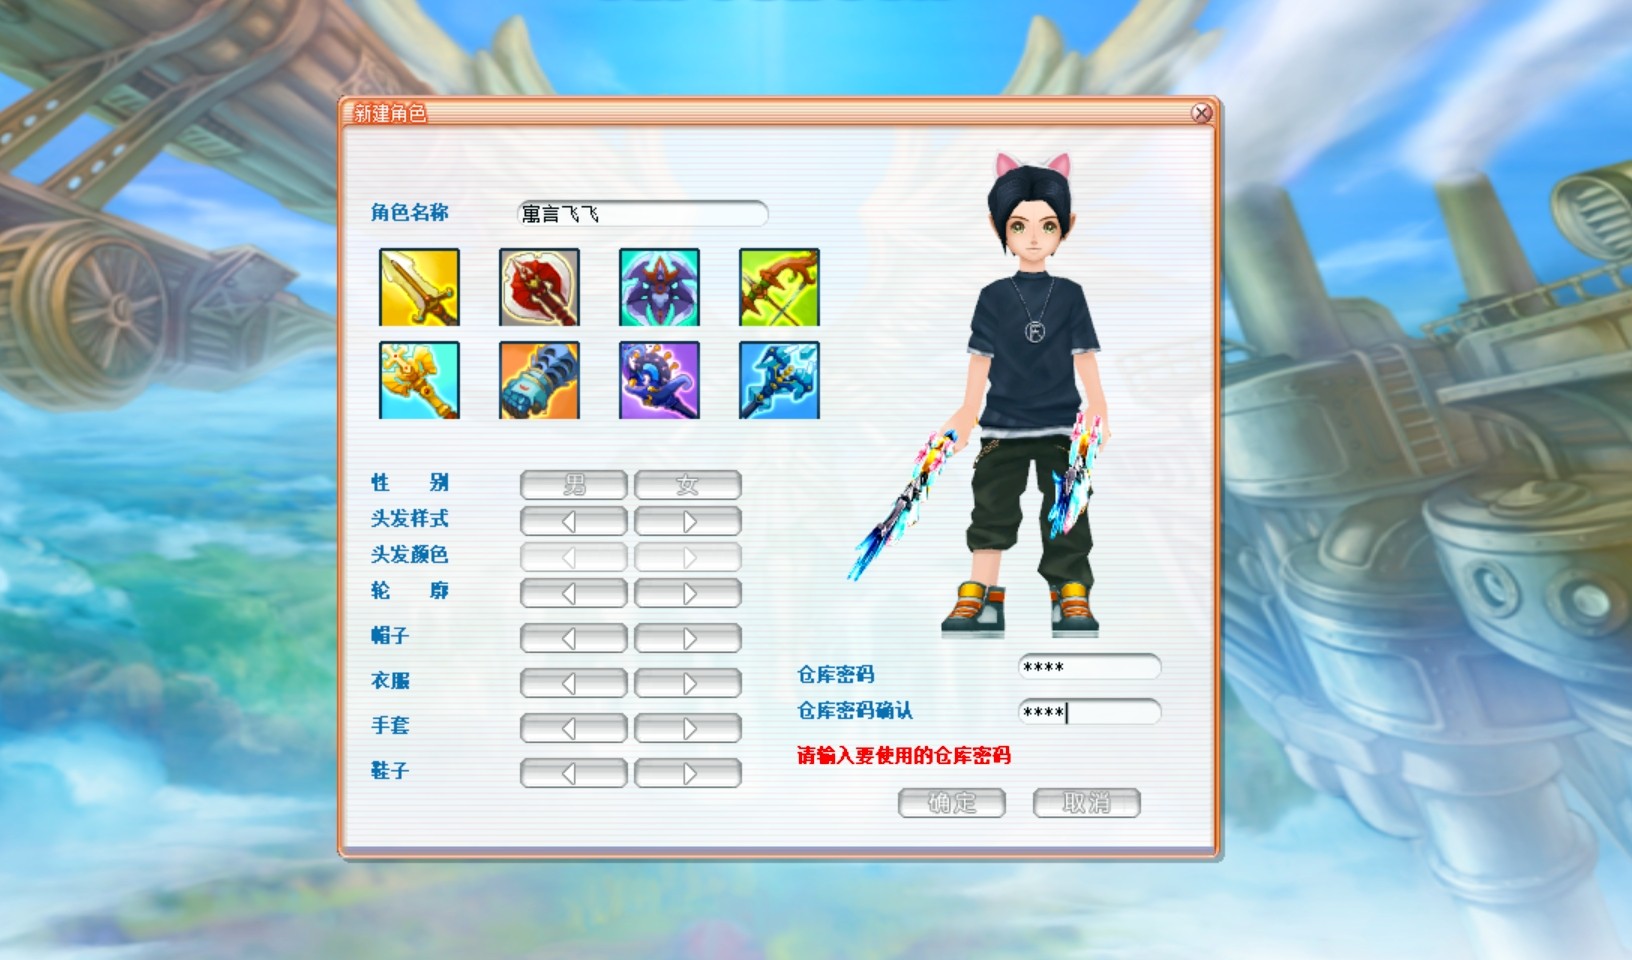 新建角色
角色名称 寓言飞飞
性 别 男 女
头发样式
头发颜色
轮 廓
帽子
衣服
手套
鞋子
仓库密码 ****
仓库密码确认 ****
请输入要使用的仓库密码
确定 取消